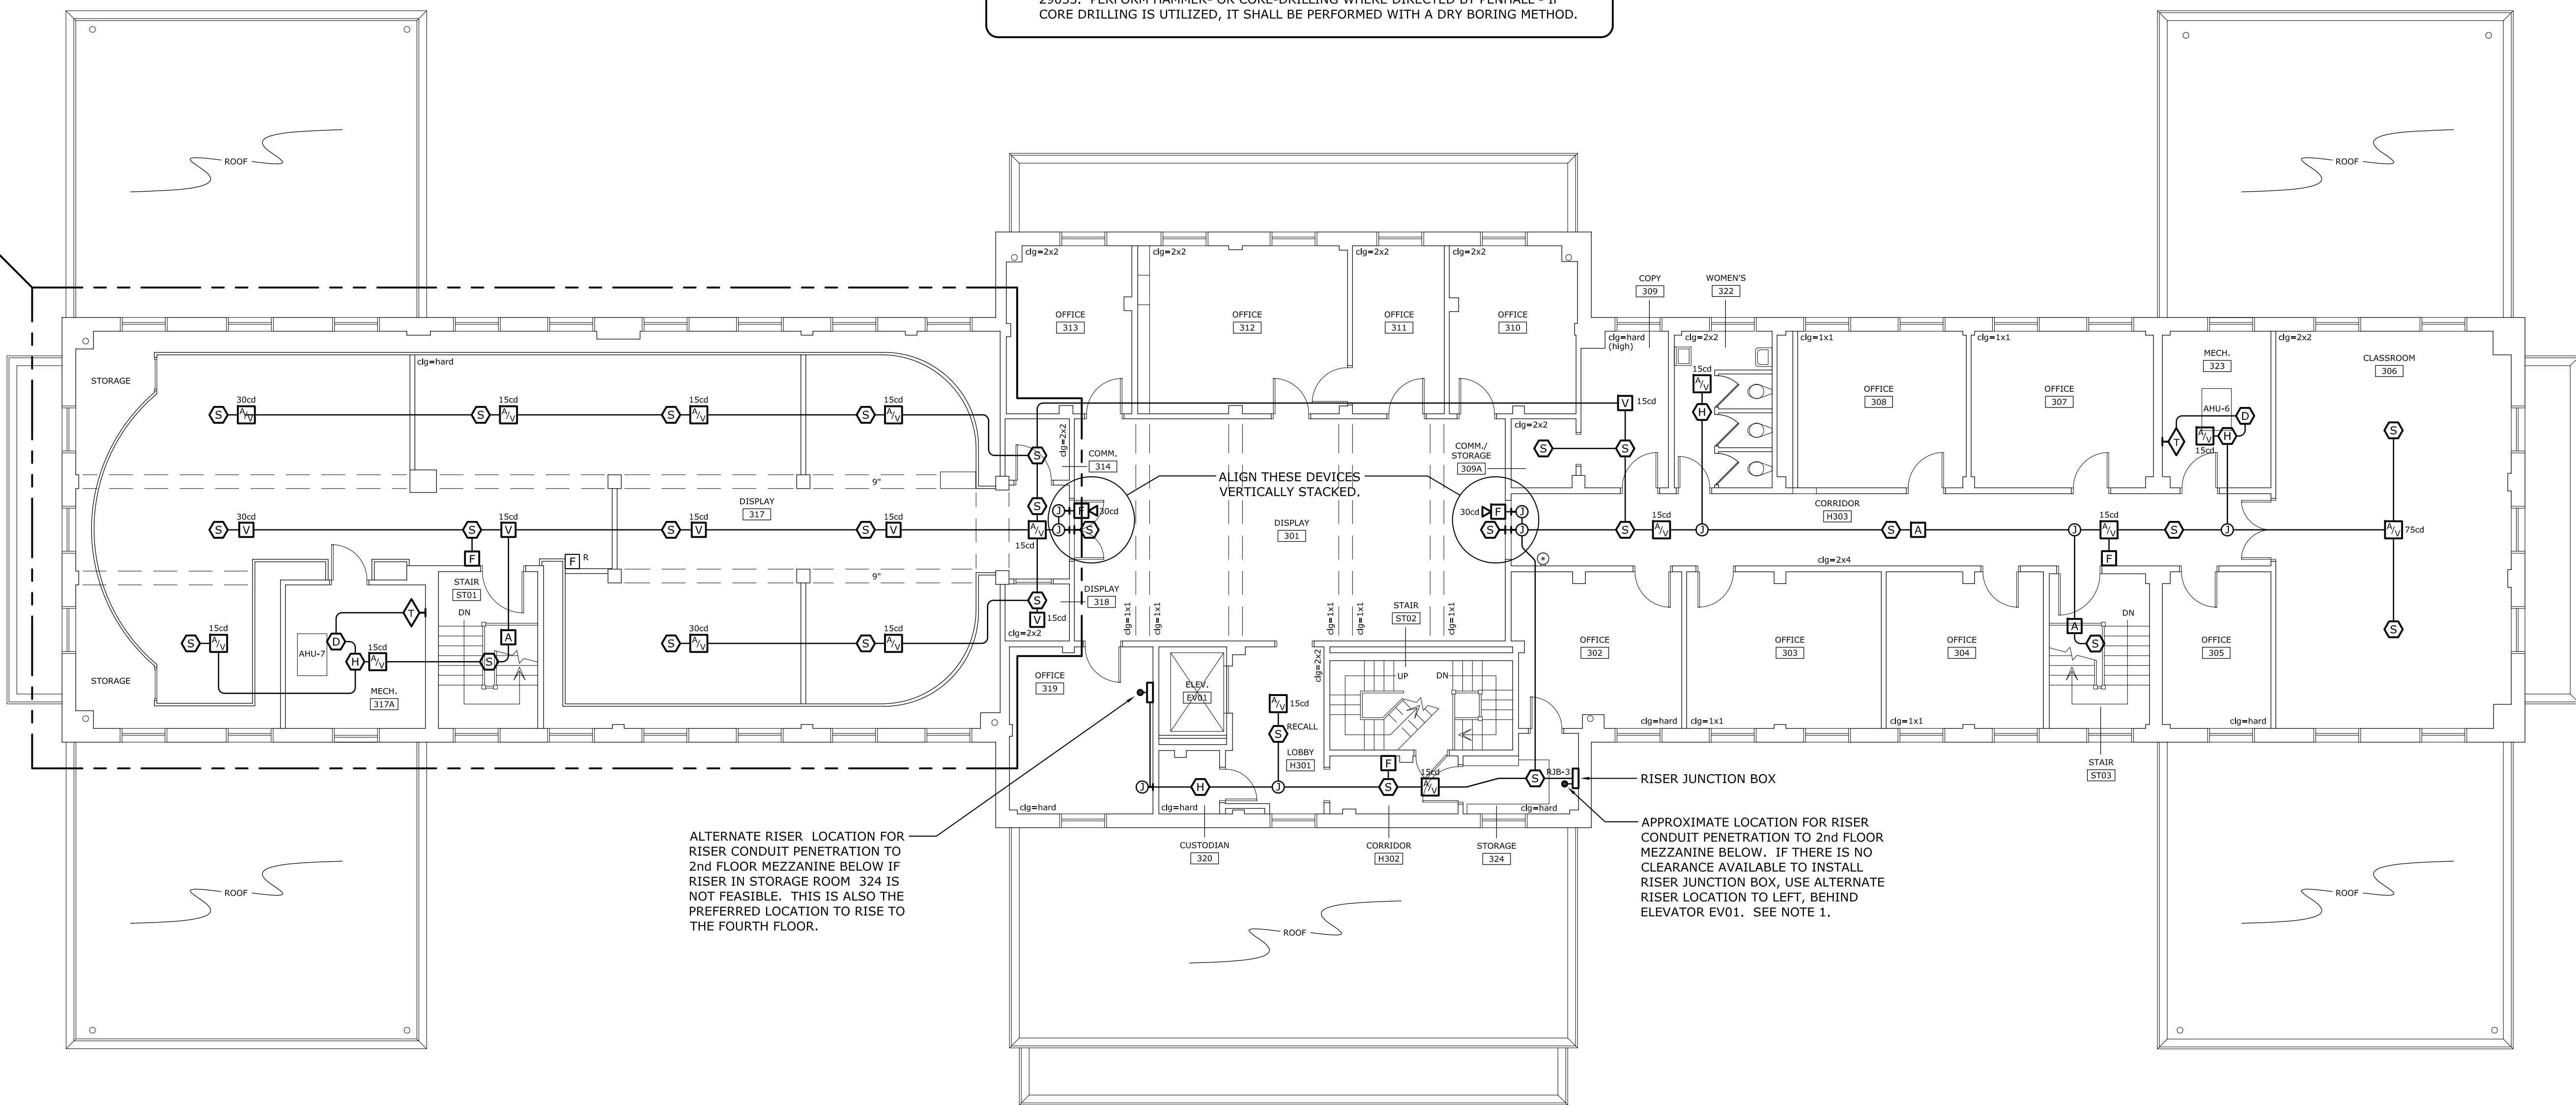 29055. PERFORM HAMMER- OR CORE-DRILLING WHERE DIRECTED BY PENHALL - IF
CORE DRILLING IS UTILIZED, IT SHALL BE PERFORMED WITH A DRY BORING METHOD.
ROOF
ROOF
clg=2x2
clg=2x2
clg=2x2
clg=2x2
COPY
309
WOMEN'S
322
OFFICE
313
OFFICE
312
OFFICE
311
OFFICE
310
clg=hard
(high)
clg=2x2
clg=1x1
clg=1x1
clg=2x2
MECH.
323
CLASSROOM
306
clg=hard
STORAGE
15cd
A/V
H
OFFICE
308
OFFICE
307
AHU-6
D
T
A/V
H
15cd
30cd
S
A/V
15cd
S
A/V
15cd
S
A/V
15cd
S
A/V
V
15cd
clg=2x2
clg=2x2
S
S
S
S
COMM.
314
COMM./
STORAGE
309A
ALIGN THESE DEVICES
VERTICALLY STACKED.
9"
DISPLAY
317
S
J
F
30cd
30cd
F
J
CORRIDOR
H303
30cd
S
V
15cd
S
V
15cd
S
V
15cd
S
V
A/V
15cd
J
S
DISPLAY
301
S
J
S
15cd
A/V
J
S
A
J
15cd
A/V
S
J
A/V
75cd
F
F
R
F
clg=2x4
9"
STAIR
ST01
DN
DISPLAY
318
S
V
15cd
clg=2x2
clg=1x1
clg=1x1
clg=1x1
clg=1x1
clg=1x1
STAIR
ST02
T
DN
A
S
S
15cd
S
A/V
D
AHU-7
H
15cd
A/V
S
A
30cd
S
A/V
15cd
S
A/V
OFFICE
302
OFFICE
303
OFFICE
304
OFFICE
305
STORAGE
MECH.
317A
OFFICE
319
ELEV.
EV01
clg=2x2
UP
DN
A/V
15cd
RECALL
S
LOBBY
H301
clg=hard
clg=1x1
clg=1x1
clg=hard
STAIR
ST03
F
15cd
J
H
J
S
A/V
S
RJB-3
RISER JUNCTION BOX
clg=hard
clg=hard
clg=hard
CUSTODIAN
320
CORRIDOR
H302
STORAGE
324
ALTERNATE RISER LOCATION FOR
RISER CONDUIT PENETRATION TO
2nd FLOOR MEZZANINE BELOW IF
RISER IN STORAGE ROOM 324 IS
NOT FEASIBLE. THIS IS ALSO THE
PREFERRED LOCATION TO RISE TO
THE FOURTH FLOOR.
APPROXIMATE LOCATION FOR RISER
CONDUIT PENETRATION TO 2nd FLOOR
MEZZANINE BELOW. IF THERE IS NO
CLEARANCE AVAILABLE TO INSTALL
RISER JUNCTION BOX, USE ALTERNATE
RISER LOCATION TO LEFT, BEHIND
ELEVATOR EV01. SEE NOTE 1.
ROOF
ROOF
ROOF